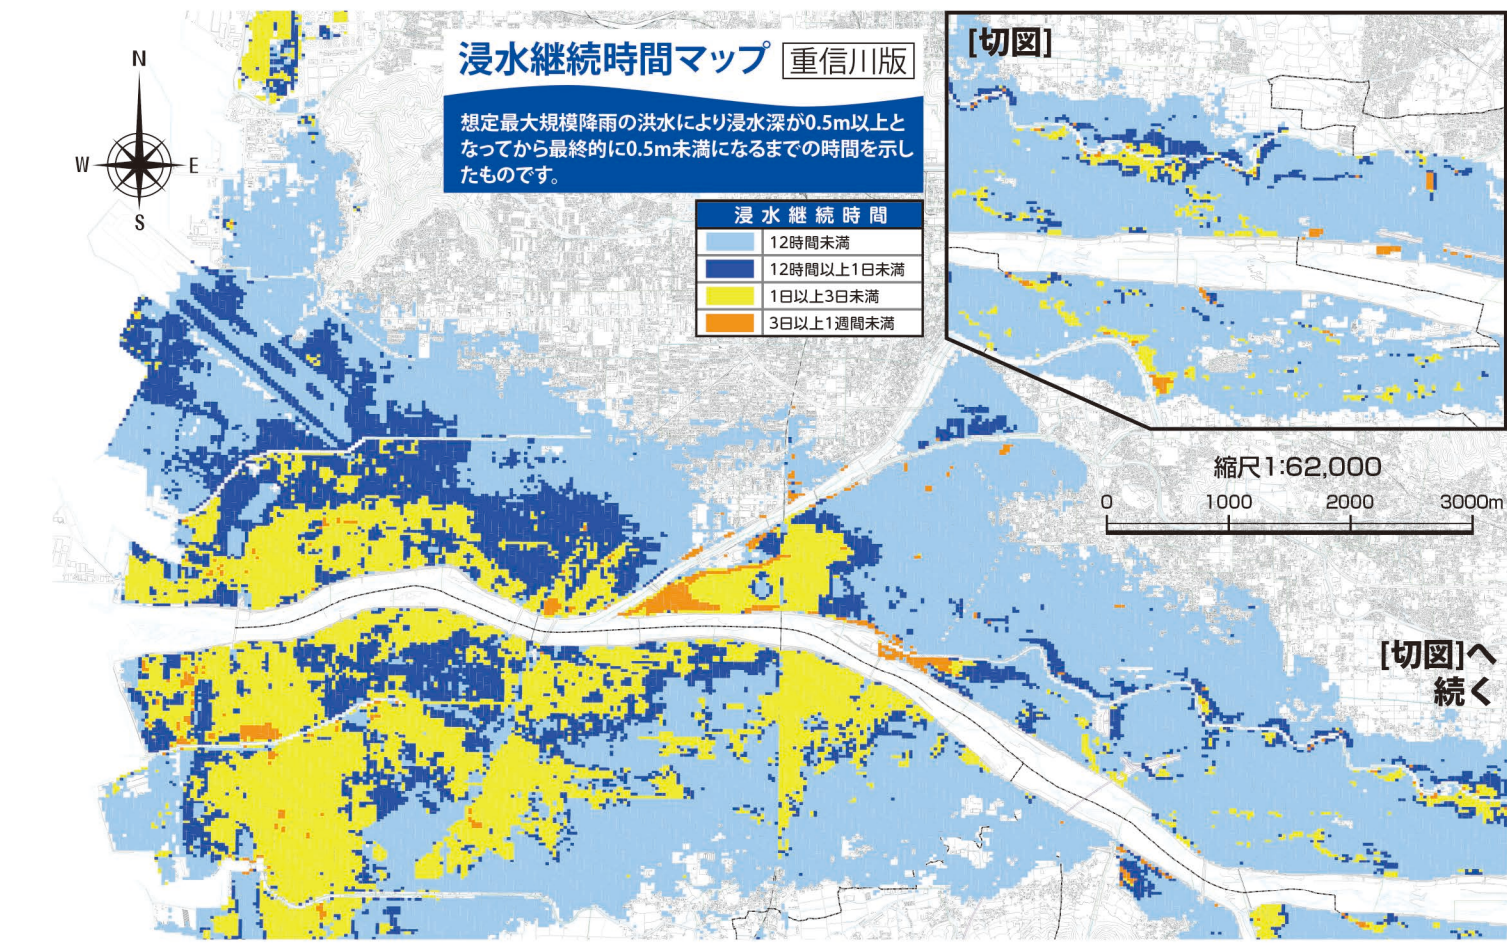 N
W
E
S
浸水継続時間マップ 重信川版
想定最大規模降雨の洪水により浸水深が0.5m以上と
なってから最終的に0.5m未満になるまでの時間を示し
たものです。
浸水継続時間
12時間未満
12時間以上1日未満
1日以上3日未満
3日以上1週間未満
[切図]
縮尺1:62,000
0 1000 2000 3000m
[切図]へ
続く